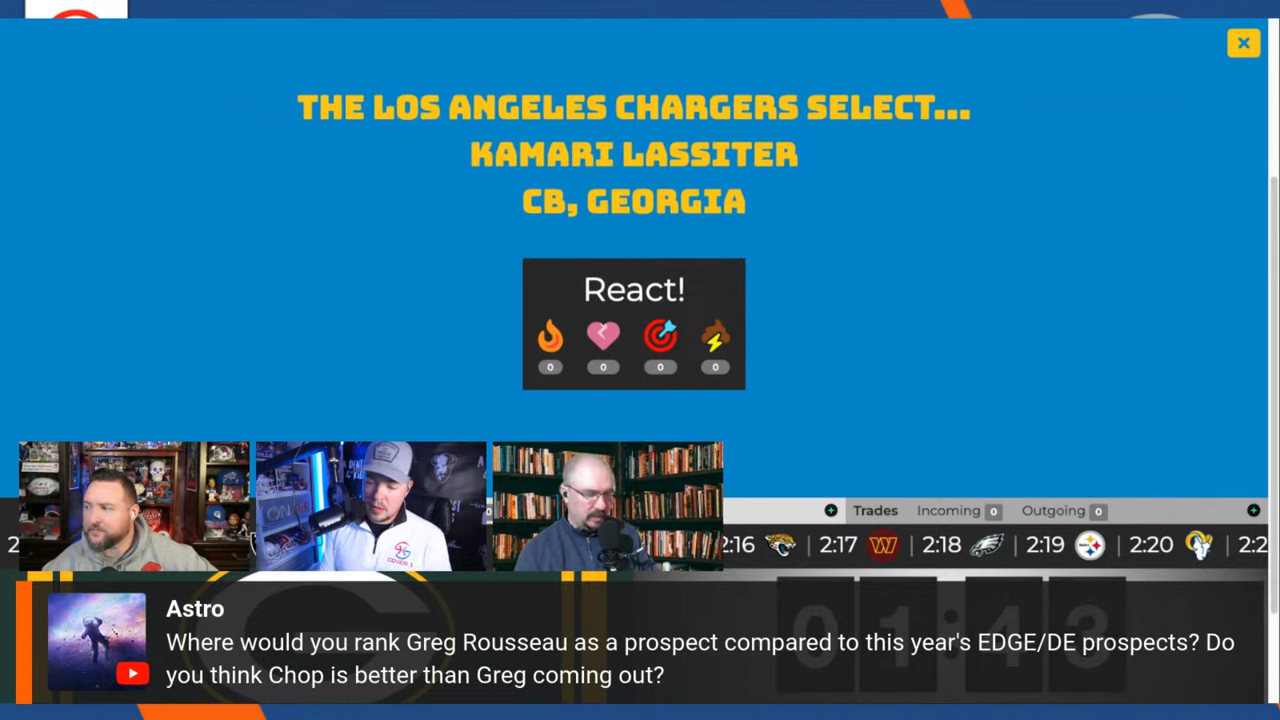 THE LOS ANGELES CHARGERS SELECT...
KAMARI LASSITER
CB, GEORGIA
React!
0 0 0 0
Trades Incoming 0 Outgoing 0
2:16 | 2:17 | 2:18 | 2:19 | 2:20
01:43
Astro
Where would you rank Greg Rousseau as a prospect compared to this year's EDGE/DE prospects? Do
you think Chop is better than Greg coming out?